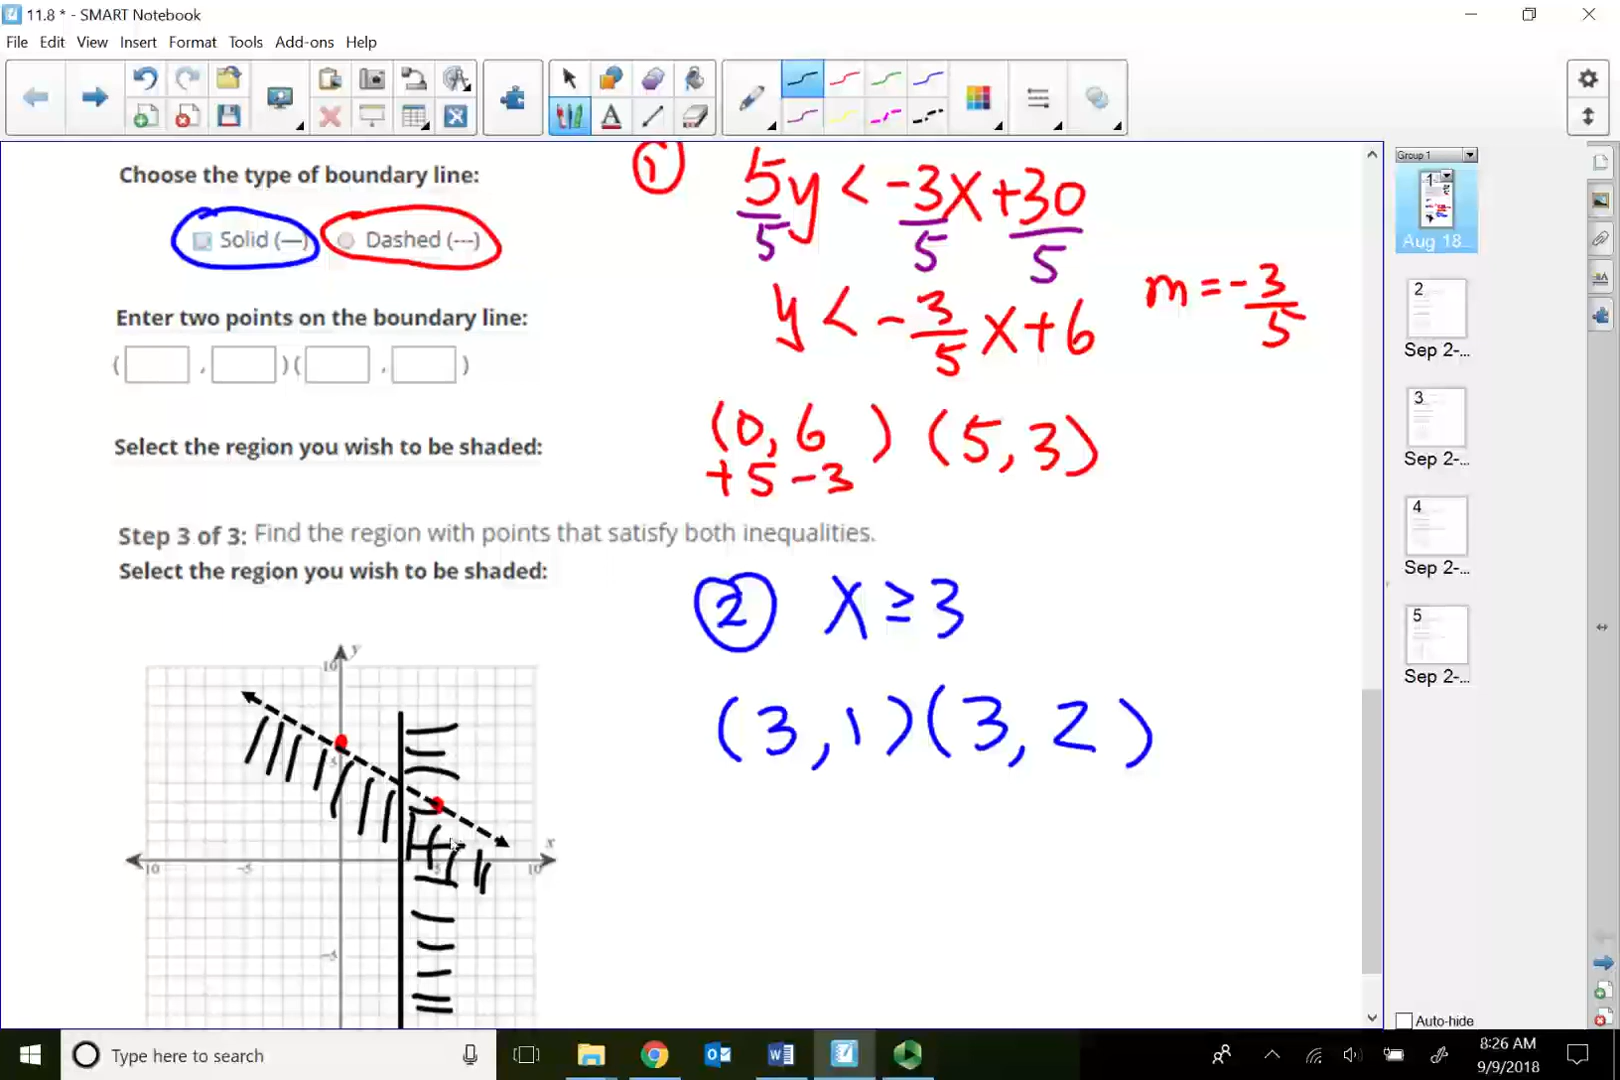 11.8 * - SMART Notebook
File Edit View Insert Format Tools Add-ons Help
Choose the type of boundary line:
Solid (—) Dashed (---)
Enter two points on the boundary line:
( , ) ( , )
Select the region you wish to be shaded:
Step 3 of 3: Find the region with points that satisfy both inequalities.
Select the region you wish to be shaded:
y
10
5
-10 -5 5 10
x
-5
① 5y < -3x + 30
5 5 5
y < -3/5 x + 6
m = -3/5
(0, 6) (5, 3)
+5 -3
② x ≥ 3
(3, 1) (3, 2)
Group 1
1
Aug 18...
2
Sep 2-...
3
Sep 2-...
4
Sep 2-...
5
Sep 2-...
Auto-hide
Type here to search
8:26 AM
9/9/2018